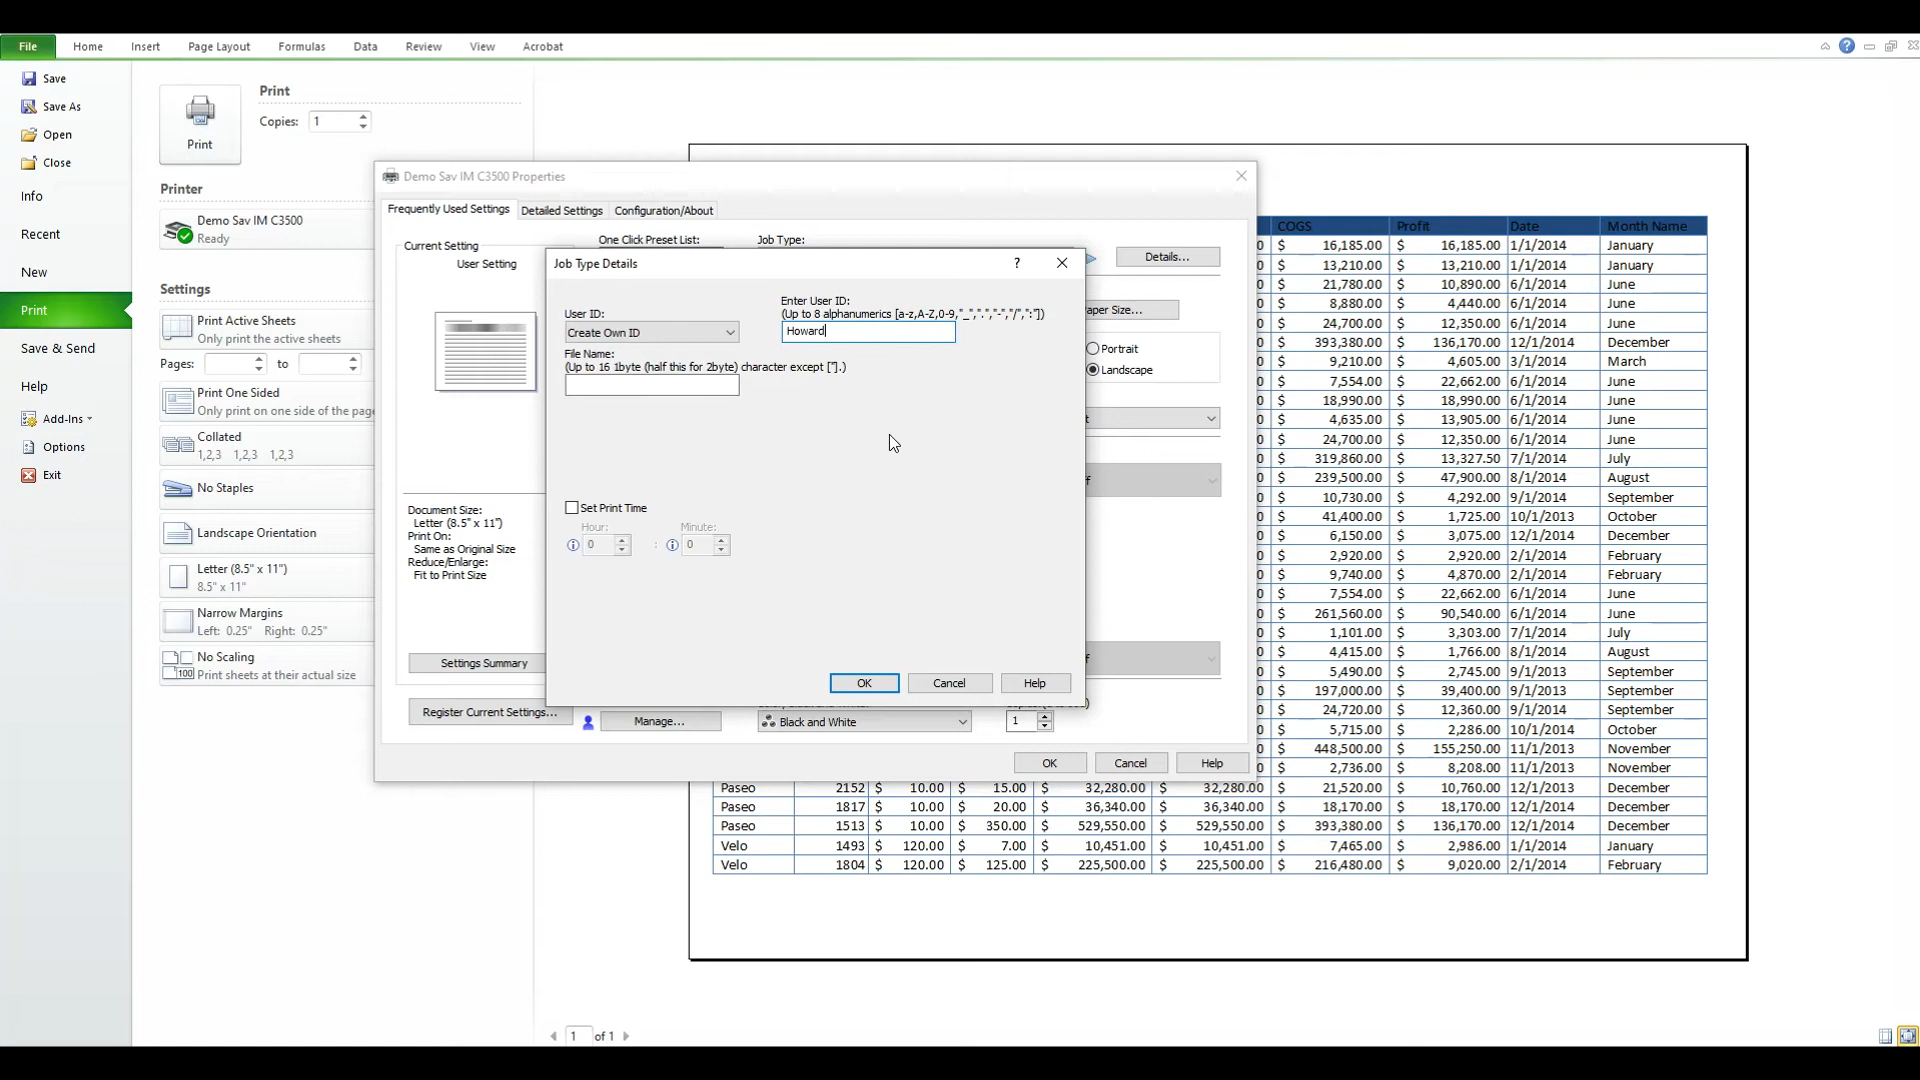 File Home Insert Page Layout Formulas Data Review View Acrobat
Save
Save As
Open
Close
Info
Recent
New
Print
Save & Send
Help
Add-Ins
Options
Exit
Print
Print
Copies: 1
Printer
Demo Sav IM C3500
Ready
Settings
Print Active Sheets
Only print the active sheets
Pages: to
Print One Sided
Only print on one side of the page
Collated
1,2,3 1,2,3 1,2,3
No Staples
Landscape Orientation
Letter (8.5" x 11")
8.5" x 11"
Narrow Margins
Left: 0.25" Right: 0.25"
No Scaling
100 Print sheets at their actual size
Demo Sav IM C3500 Properties
Frequently Used Settings Detailed Settings Configuration/About
Current Setting
User Setting
One Click Preset List: Job Type:
Details...
Portrait
Landscape
Document Size:
Letter (8.5" x 11")
Print On:
Same as Original Size
Reduce/Enlarge:
Fit to Print Size
Settings Summary
Register Current Settings...
Manage...
Black and White
1
OK Cancel Help
Job Type Details ?
User ID:
Create Own ID
Enter User ID:
(Up to 8 alphanumerics [a-z,A-Z,0-9,"_",".","-","/",":"])
Howard
File Name:
(Up to 16 1byte (half this for 2byte) character except ["].)
Set Print Time
Hour: Minute:
0 : 0
OK Cancel Help
COGS Profit Date Month Name
$ 16,185.00 $ 16,185.00 1/1/2014 January
$ 13,210.00 $ 13,210.00 1/1/2014 January
$ 21,780.00 $ 10,890.00 6/1/2014 June
$ 8,880.00 $ 4,440.00 6/1/2014 June
$ 24,700.00 $ 12,350.00 6/1/2014 June
$ 393,380.00 $ 136,170.00 12/1/2014 December
$ 9,210.00 $ 4,605.00 3/1/2014 March
$ 7,554.00 $ 22,662.00 6/1/2014 June
$ 18,990.00 $ 18,990.00 6/1/2014 June
$ 4,635.00 $ 13,905.00 6/1/2014 June
$ 24,700.00 $ 12,350.00 6/1/2014 June
$ 319,860.00 $ 13,327.50 7/1/2014 July
$ 239,500.00 $ 47,900.00 8/1/2014 August
$ 10,730.00 $ 4,292.00 9/1/2014 September
$ 41,400.00 $ 1,725.00 10/1/2013 October
$ 6,150.00 $ 3,075.00 12/1/2014 December
$ 2,920.00 $ 2,920.00 2/1/2014 February
$ 9,740.00 $ 4,870.00 2/1/2014 February
$ 7,554.00 $ 22,662.00 6/1/2014 June
$ 261,560.00 $ 90,540.00 6/1/2014 June
$ 1,101.00 $ 3,303.00 7/1/2014 July
$ 4,415.00 $ 1,766.00 8/1/2014 August
$ 5,490.00 $ 2,745.00 9/1/2013 September
$ 197,000.00 $ 39,400.00 9/1/2014 September
$ 24,720.00 $ 12,360.00 9/1/2014 September
$ 5,715.00 $ 2,286.00 10/1/2014 October
$ 448,500.00 $ 155,250.00 11/1/2013 November
$ 2,736.00 $ 8,208.00 11/1/2013 November
Paseo 2152 $ 10.00 $ 15.00 $ 32,280.00 $ 32,280.00 $ 21,520.00 $ 10,760.00 12/1/2013 December
Paseo 1817 $ 10.00 $ 20.00 $ 36,340.00 $ 36,340.00 $ 18,170.00 $ 18,170.00 12/1/2014 December
Paseo 1513 $ 10.00 $ 350.00 $ 529,550.00 $ 529,550.00 $ 393,380.00 $ 136,170.00 12/1/2014 December
Velo 1493 $ 120.00 $ 7.00 $ 10,451.00 $ 10,451.00 $ 7,465.00 $ 2,986.00 1/1/2014 January
Velo 1804 $ 120.00 $ 125.00 $ 225,500.00 $ 225,500.00 $ 216,480.00 $ 9,020.00 2/1/2014 February
1 of 1